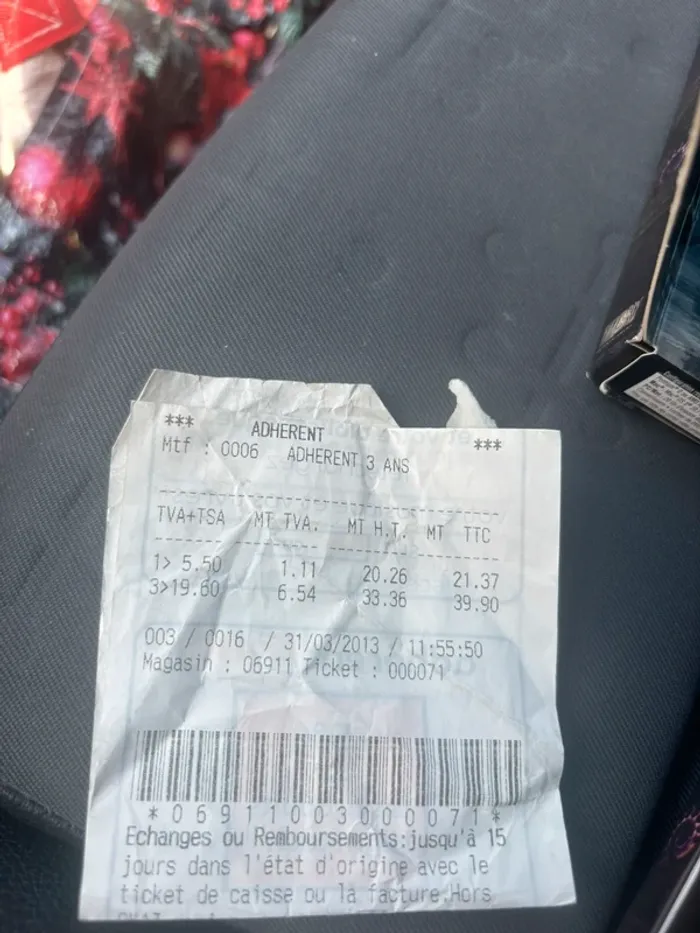 *** ADHERENT ***
Mtf : 0006 ADHERENT 3 ANS
TVA+TSA MT TVA. MT H.T. MT TTC
1> 5.50 1.11 20.26 21.37
3>19.60 6.54 33.36 39.90
003 / 0016 / 31/03/2013 / 11:55:50
Magasin : 06911 Ticket : 000071
*06911003000071*
Echanges ou Remboursements:jusqu'à 15
jours dans l'état d'origine avec le
ticket de caisse ou la facture.Hors